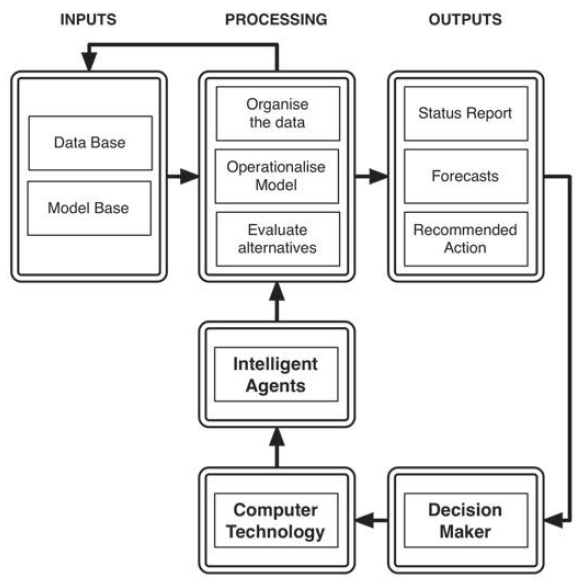 INPUTS
PROCESSING
OUTPUTS
Data Base
Model Base
Organise
the data
Operationalise
Model
Evaluate
alternatives
Status Report
Forecasts
Recommended
Action
Intelligent
Agents
Computer
Technology
Decision
Maker